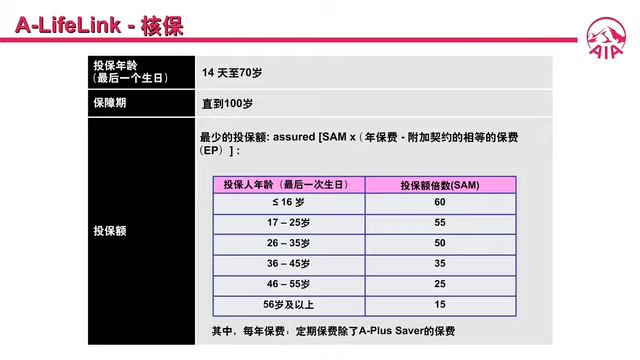 A-LifeLink - 核保
AIA
投保年龄
（最后一个生日）
14 天至70岁
保障期
直到100岁
投保额
最少的投保额: assured [SAM x（年保费 - 附加契约的相等的保费
（EP）]：
投保人年龄（最后一次生日） 投保额倍数(SAM)
≤ 16 岁 60
17 – 25岁 55
26 – 35岁 50
36 – 45岁 35
46 – 55岁 25
56岁及以上 15
其中，每年保费：定期保费除了A-Plus Saver的保费